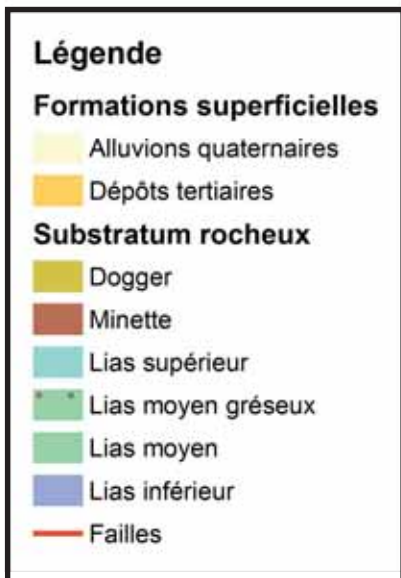 Légende
Formations superficielles
Alluvions quaternaires
Dépôts tertiaires
Substratum rocheux
Dogger
Minette
Lias supérieur
Lias moyen gréseux
Lias moyen
Lias inférieur
Failles